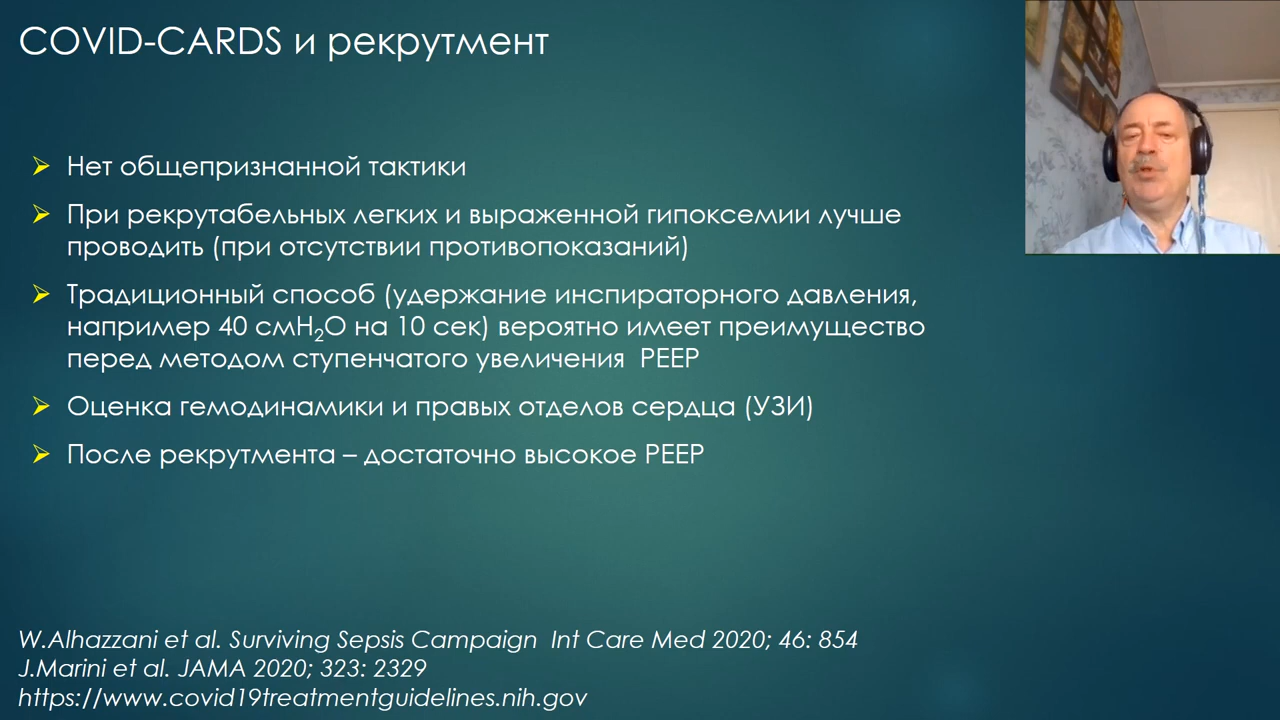 COVID-CARDS и рекрутмент
Нет общепризнанной тактики
При рекрутабельных легких и выраженной гипоксемии лучше
проводить (при отсутствии противопоказаний)
Традиционный способ (удержание инспираторного давления,
например 40 смH₂O на 10 сек) вероятно имеет преимущество
перед методом ступенчатого увеличения PEEP
Оценка гемодинамики и правых отделов сердца (УЗИ)
После рекрутмента – достаточно высокое PEEP
W.Alhazzani et al. Surviving Sepsis Campaign Int Care Med 2020; 46: 854
J.Marini et al. JAMA 2020; 323: 2329
https://www.covid19treatmentguidelines.nih.gov